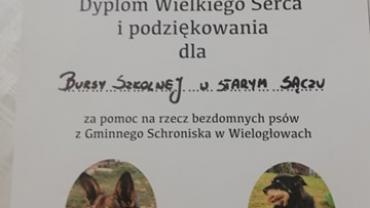 Dyplom Wielkiego Serca
i podziękowania
dla
BURSY SZKOLNEJ W STARYM SĄCZU
za pomoc na rzecz bezdomnych psów
z Gminnego Schroniska w Wielogłowach